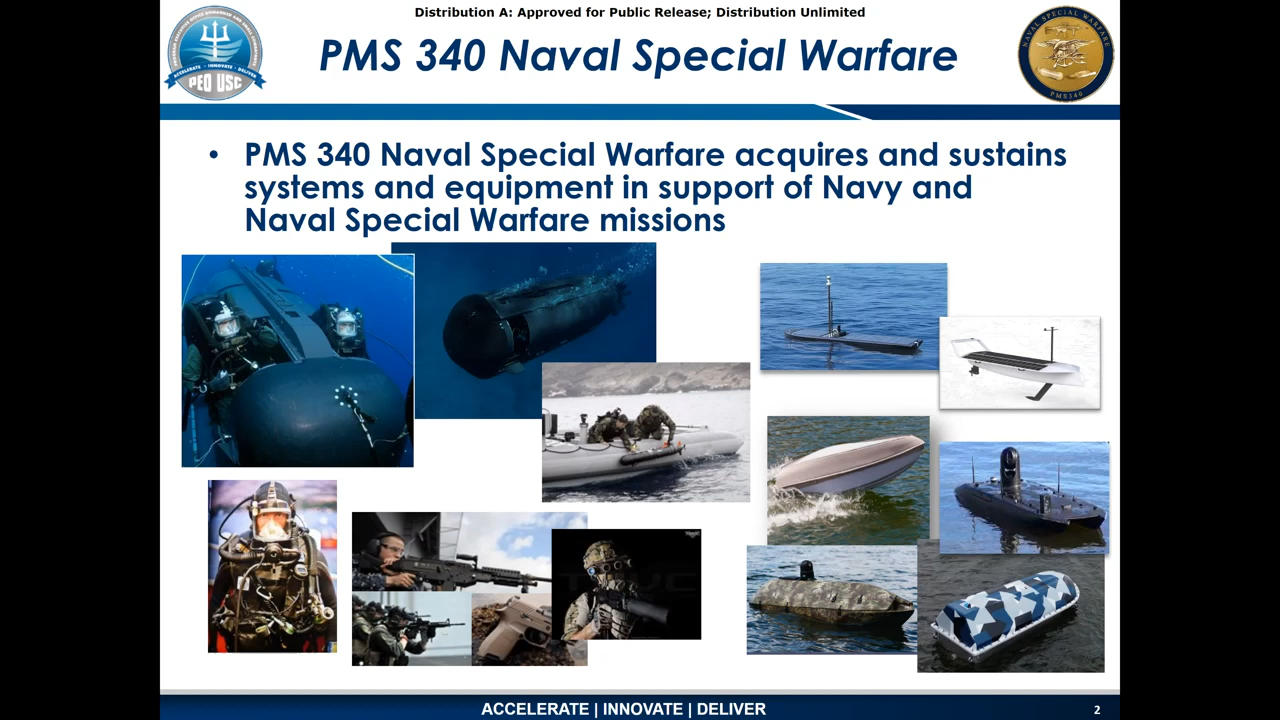 Distribution A: Approved for Public Release; Distribution Unlimited
PMS 340 Naval Special Warfare
ACCELERATE • INNOVATE • DELIVER
PEO USC
NAVAL SPECIAL WARFARE
PMS340
• PMS 340 Naval Special Warfare acquires and sustains
systems and equipment in support of Navy and
Naval Special Warfare missions
ACCELERATE | INNOVATE | DELIVER
2